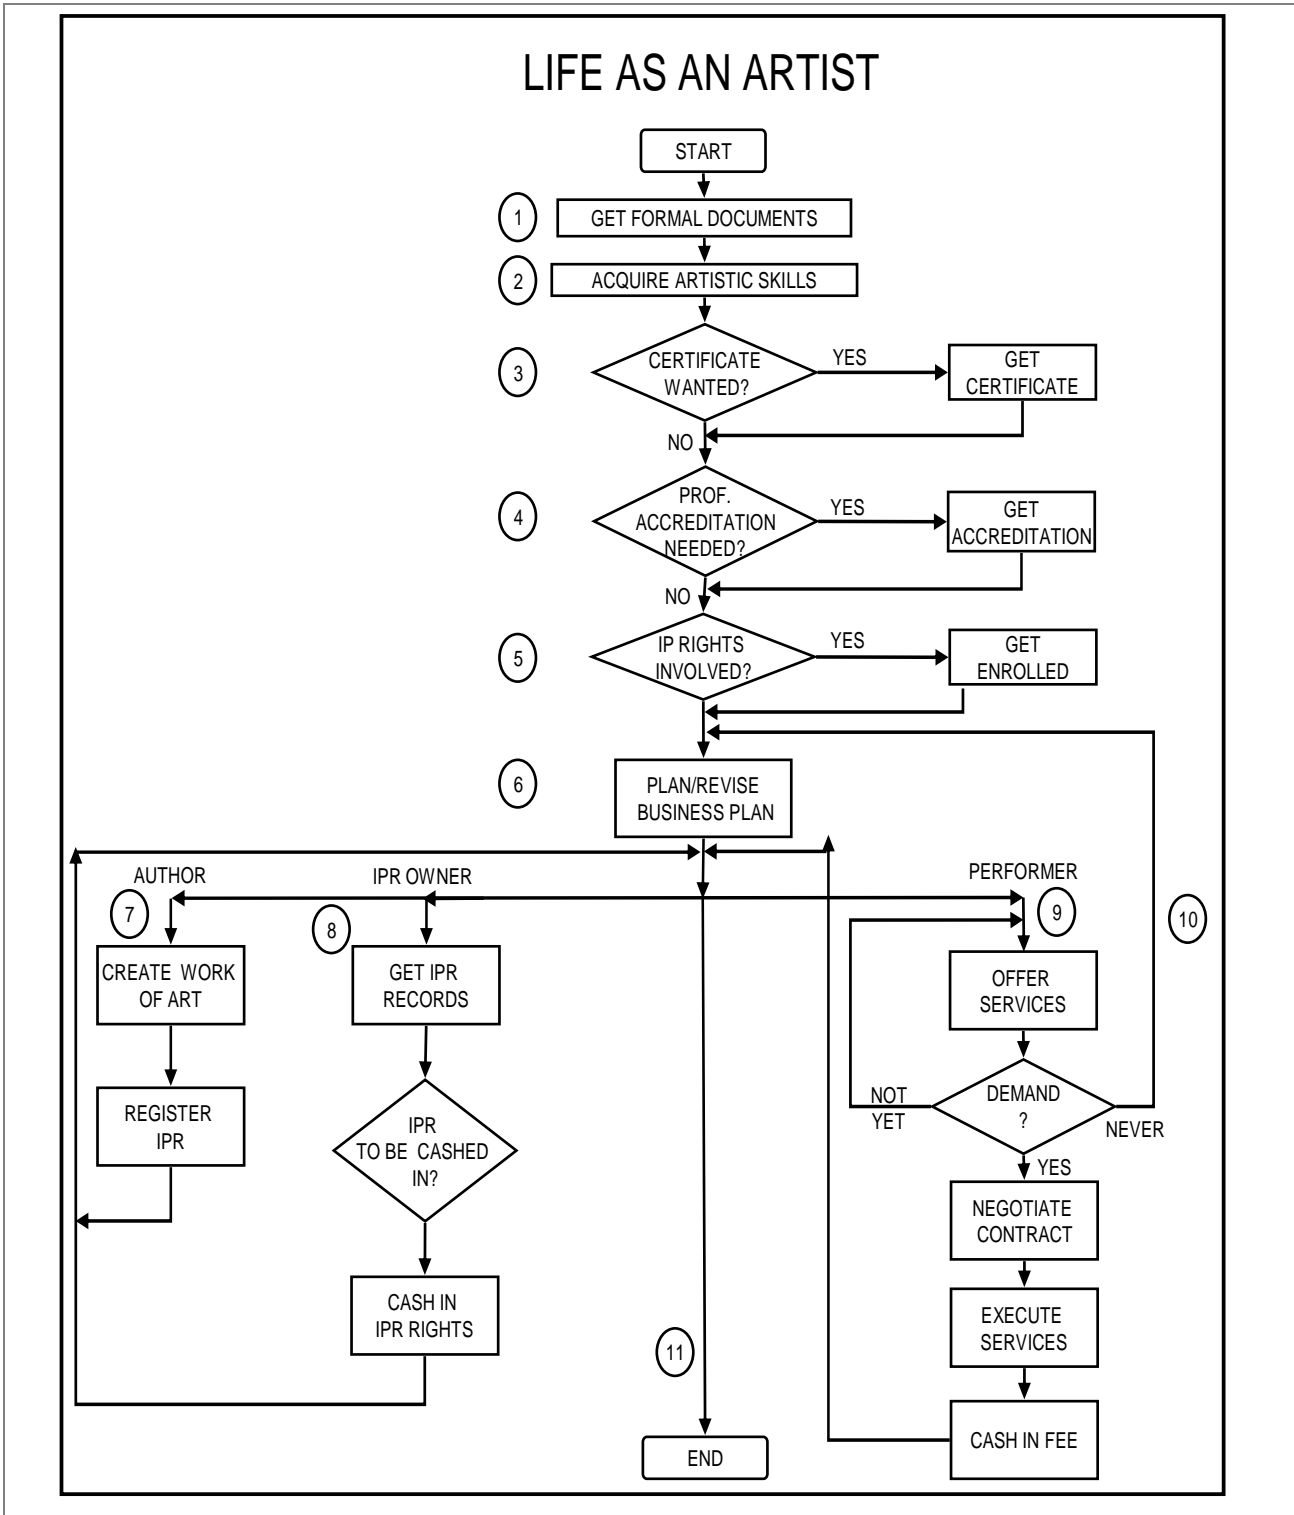 LIFE AS AN ARTIST
START
1
GET FORMAL DOCUMENTS
2
ACQUIRE ARTISTIC SKILLS
3
CERTIFICATE
WANTED?
YES
GET
CERTIFICATE
NO
4
PROF.
ACCREDITATION
NEEDED?
YES
GET
ACCREDITATION
NO
5
IP RIGHTS
INVOLVED?
YES
GET
ENROLLED
6
PLAN/REVISE
BUSINESS PLAN
AUTHOR
7
CREATE WORK
OF ART
REGISTER
IPR
IPR OWNER
8
GET IPR
RECORDS
IPR
TO BE CASHED
IN?
CASH IN
IPR RIGHTS
PERFORMER
9
10
OFFER
SERVICES
DEMAND
?
NOT
YET
NEVER
YES
NEGOTIATE
CONTRACT
EXECUTE
SERVICES
CASH IN FEE
11
END